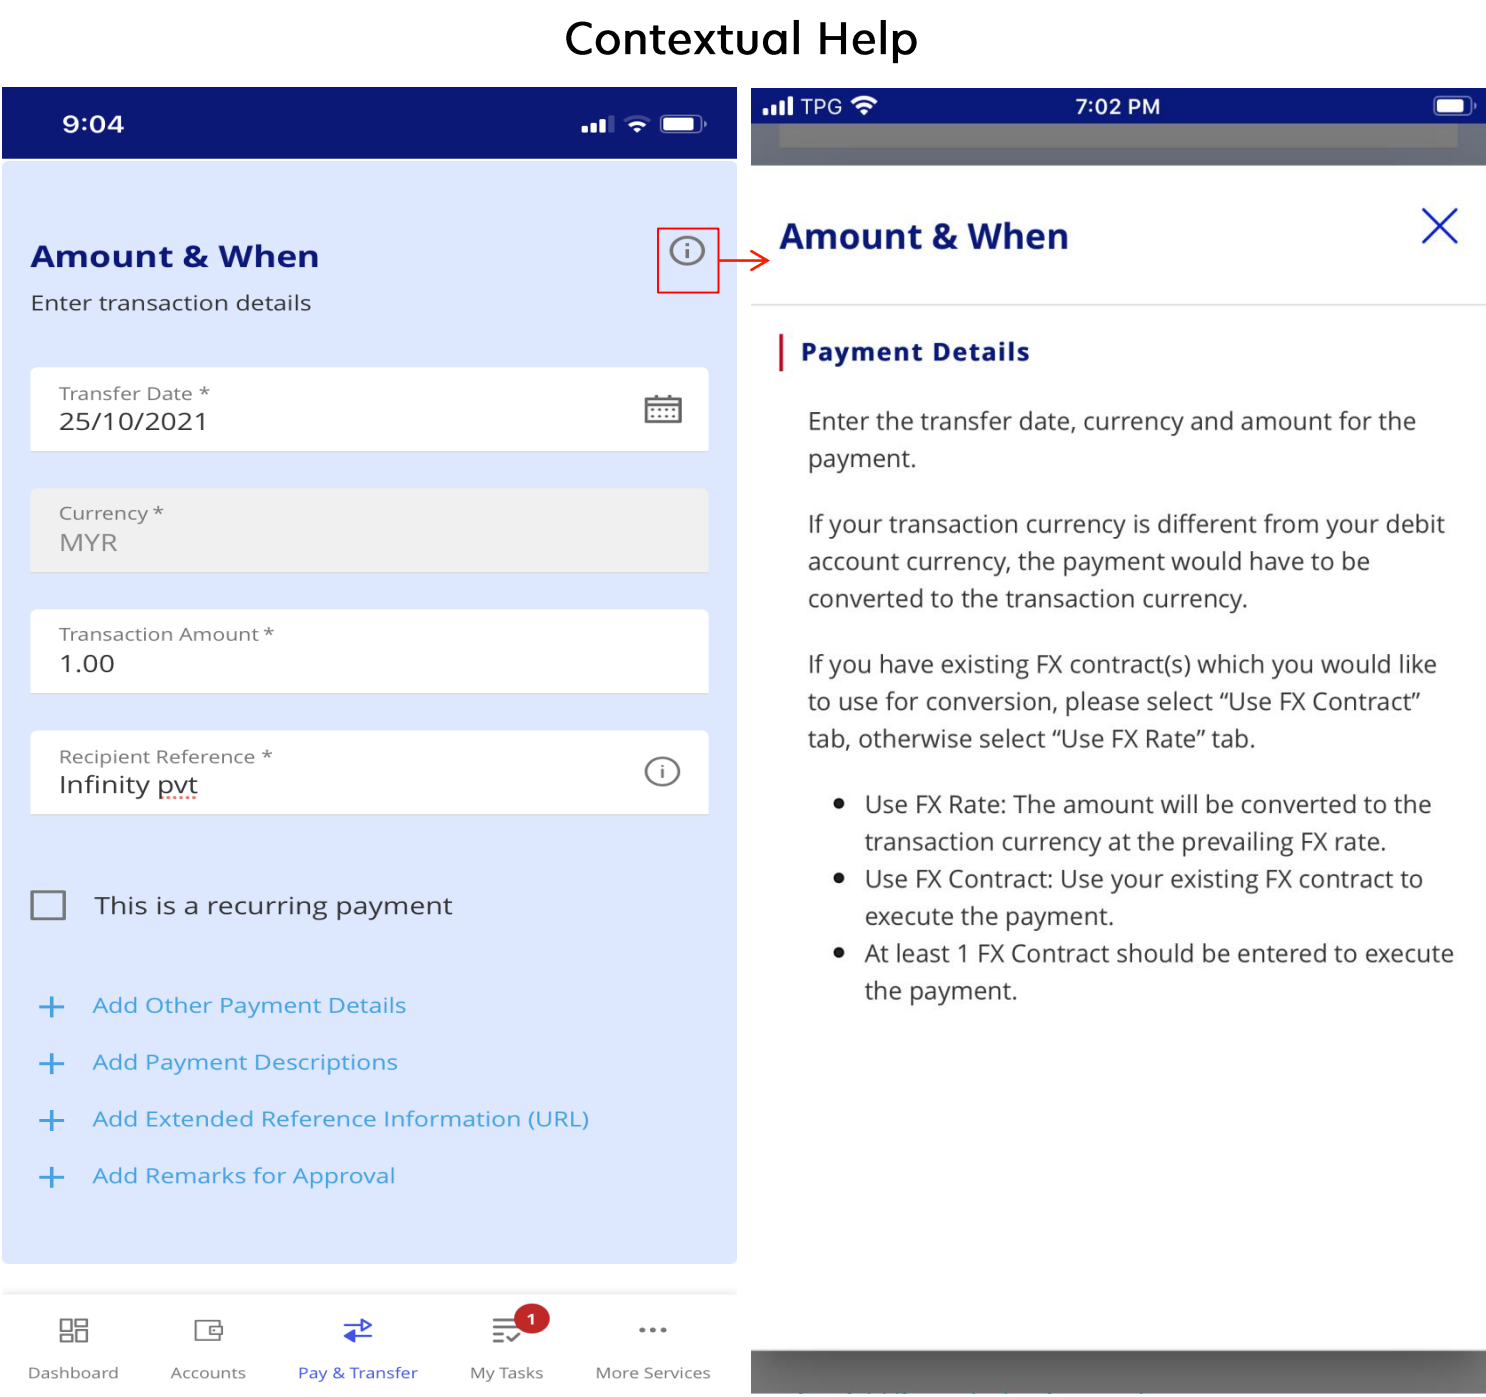 Contextual Help
9:04
Amount & When
Enter transaction details
Transfer Date *
25/10/2021
Currency *
MYR
Transaction Amount *
1.00
Recipient Reference *
Infinity pvt
This is a recurring payment
Add Other Payment Details
Add Payment Descriptions
Add Extended Reference Information (URL)
Add Remarks for Approval
1
Dashboard
Accounts
Pay & Transfer
My Tasks
More Services
TPG
7:02 PM
Amount & When
Payment Details
Enter the transfer date, currency and amount for the
payment.
If your transaction currency is different from your debit
account currency, the payment would have to be
converted to the transaction currency.
If you have existing FX contract(s) which you would like
to use for conversion, please select “Use FX Contract”
tab, otherwise select “Use FX Rate” tab.
• Use FX Rate: The amount will be converted to the
transaction currency at the prevailing FX rate.
• Use FX Contract: Use your existing FX contract to
execute the payment.
• At least 1 FX Contract should be entered to execute
the payment.